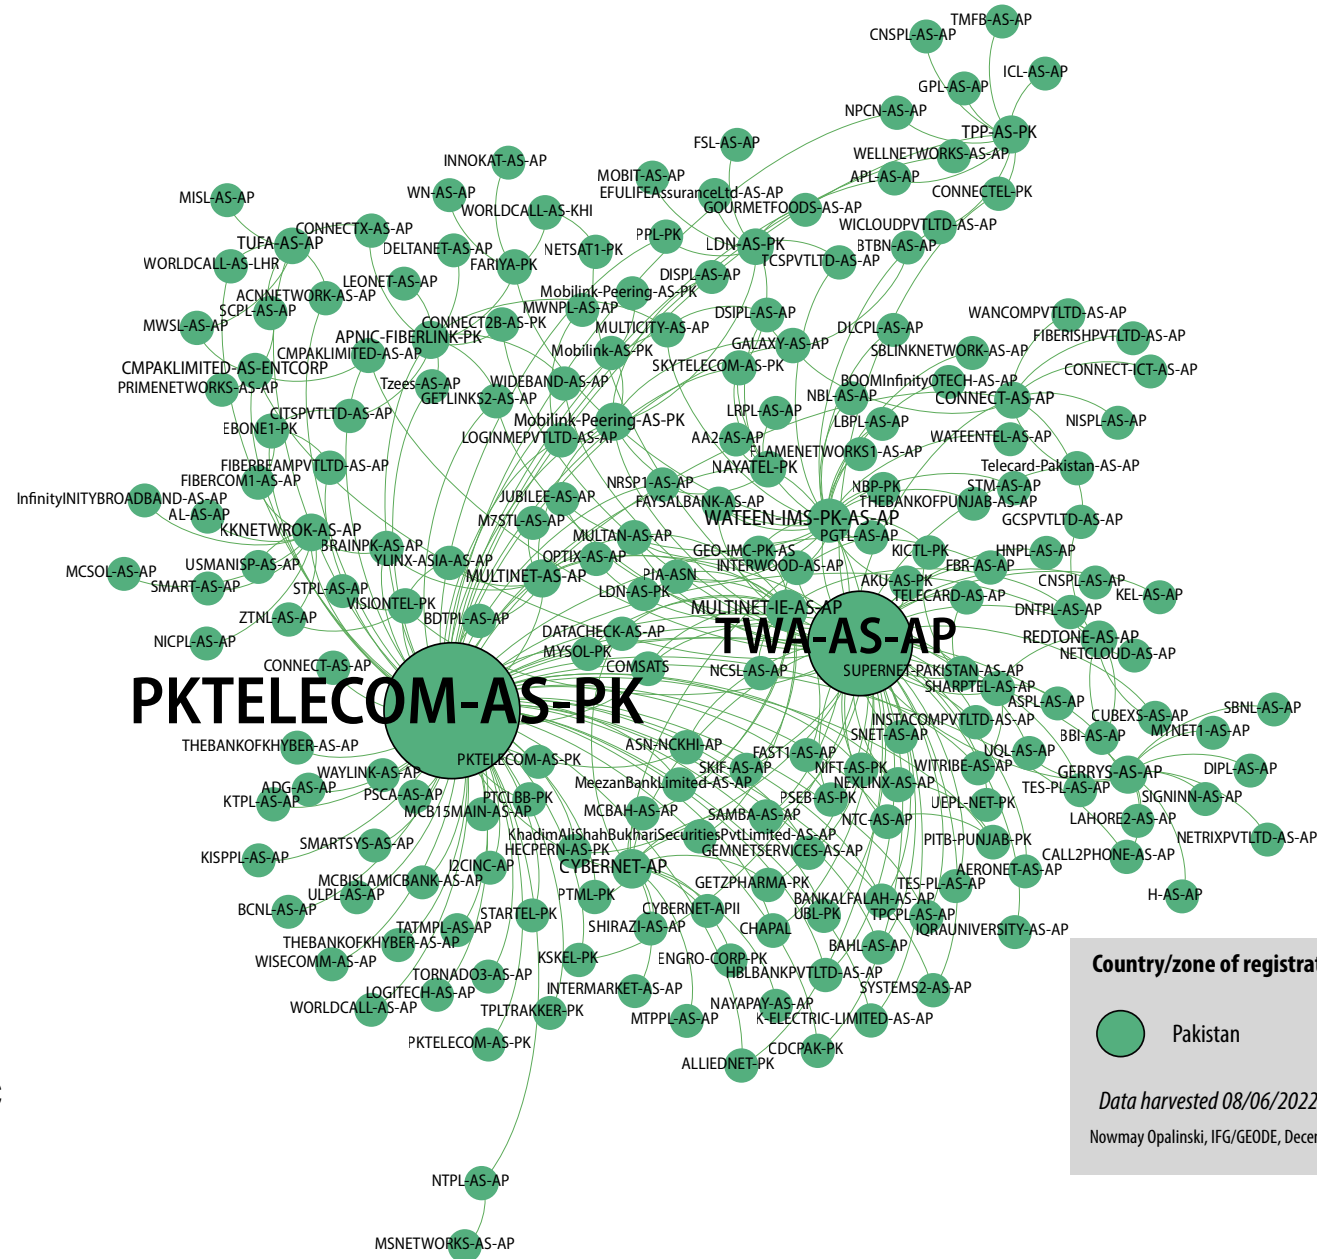 TMFB-AS-AP
CNSPL-AS-AP
ICL-AS-AP
GPL-AS-AP
NPCN-AS-AP
TPP-AS-PK
FSL-AS-AP
WELLNETWORKS-AS-AP
INNOKAT-AS-AP
MOBIT-AS-AP
APL-AS-AP
EFULIFEAssuranceLtd-AS-AP
CONNECTEL-PK
MISL-AS-AP
WN-AS-AP
WORLDCALL-AS-KHI
GOURMETFOODS-AS-AP
WICLOUDPVTLTD-AS-AP
CONNECTX-AS-AP
PPL-PK
TUFA-AS-AP
DELTANET-AS-AP
NETSAT1-PK
LDN-AS-PK
BTBN-AS-AP
WORLDCALL-AS-LHR
FARIYA-PK
TCSPVTLTD-AS-AP
LEONET-AS-AP
DISPL-AS-AP
ACNNETWORK-AS-AP
Mobilink-Peering-AS-PK
SCPL-AS-AP
MWNPL-AS-AP
DSIPL-AS-AP
WANCOMPVTLTD-AS-AP
MWSL-AS-AP
CONNECT2B-AS-PK
MULTICITY-AS-AP
DLCPL-AS-AP
APNIC-FIBERLINK-PK
FIBERISHPVTLTD-AS-AP
GALAXY-AS-AP
CMPAKLIMITED-AS-AP
Mobilink-AS-PK
SBLINKNETWORK-AS-AP
CMPAKLIMITED-AS-ENTCORP
SKYTELECOM-AS-PK
CONNECT-ICT-AS-AP
PRIMENETWORKS-AS-AP
Tzees-AS-AP
WIDEBAND-AS-AP
BOOMInfinityOTECH-AS-AP
GETLINKS2-AS-AP
NBL-AS-AP
CONNECT-AS-AP
CITSPVTLTD-AS-AP
LRPL-AS-AP
EBONE1-PK
Mobilink-Peering-AS-PK
LBPL-AS-AP
NISPL-AS-AP
LOGINMEPVTLTD-AS-AP
AA2-AS-AP
WATEENTEL-AS-AP
FLAMENETWORKS1-AS-AP
FIBERBEAMPVTLTD-AS-AP
NAYATEL-PK
Telecard-Pakistan-AS-AP
FIBERCOM1-AS-AP
NRSP1-AS-AP
NBP-PK
STM-AS-AP
InfinityINITYBROADBAND-AS-AP
JUBILEE-AS-AP
FAYSALBANK-AS-AP
THEBANKOFPUNJAB-AS-AP
AL-AS-AP
M7STL-AS-AP
WATEEN-IMS-PK-AS-AP
GCSPVTLTD-AS-AP
KKNETWROK-AS-AP
MULTAN-AS-AP
PGTL-AS-AP
BRAINPK-AS-AP
GEO-IMC-PK-AS
KICTL-PK
HNPL-AS-AP
YLINX-ASIA-AS-AP
OPTIX-AS-AP
INTERWOOD-AS-AP
FBR-AS-AP
MCSOL-AS-AP
USMANISP-AS-AP
MULTINET-AS-AP
PIA-ASN
AKU-AS-PK
CNSPL-AS-AP
SMART-AS-AP
STPL-AS-AP
LDN-AS-PK
TELECARD-AS-AP
KEL-AS-AP
VISIONTEL-PK
MULTINET-IE-AS-AP
DNTPL-AS-AP
ZTNL-AS-AP
BDTPL-AS-AP
DATACHECK-AS-AP
TWA-AS-AP
REDTONE-AS-AP
NICPL-AS-AP
MYSOL-PK
NETCLOUD-AS-AP
CONNECT-AS-AP
COMSATS
NCSL-AS-AP
SUPERNET-PAKISTAN-AS-AP
SHARPTEL-AS-AP
PKTELECOM-AS-PK
ASPL-AS-AP
SBNL-AS-AP
INSTACOMPVTLTD-AS-AP
CUBEXS-AS-AP
THEBANKOFKHYBER-AS-AP
ASN-NCKHI-AP
SNET-AS-AP
BBI-AS-AP
MYNET1-AS-AP
PKTELECOM-AS-PK
FAST1-AS-AP
UOL-AS-AP
WAYLINK-AS-AP
SKIF-AS-AP
NIFT-AS-PK
WITRIBE-AS-AP
GERRYS-AS-AP
DIPL-AS-AP
ADG-AS-AP
MeezanBankLimited-AS-AP
NEXLINX-AS-AP
TES-PL-AS-AP
KTPL-AS-AP
PSCA-AS-AP
PTCLBB-PK
PSEB-AS-PK
UEPL-NET-PK
SIGNINN-AS-AP
MCB15MAIN-AS-AP
MCBAH-AS-AP
SAMBA-AS-AP
NTC-AS-AP
LAHORE2-AS-AP
KhadimAliShahBukhariSecuritiesPvtLimited-AS-AP
PITB-PUNJAB-PK
NETRIXPVTLTD-AS-AP
SMARTSYS-AS-AP
HECPERN-AS-PK
GEMNETSERVICES-AS-AP
CALL2PHONE-AS-AP
KISPPL-AS-AP
I2CINC-AP
CYBERNET-AP
AERONET-AS-AP
MCBISLAMICBANK-AS-AP
GETZPHARMA-PK
TES-PL-AS-AP
ULPL-AS-AP
PTML-PK
BANKALFALAH-AS-AP
H-AS-AP
BCNL-AS-AP
STARTEL-PK
CYBERNET-APII
UBL-PK
TPCPL-AS-AP
TATMPL-AS-AP
SHIRAZI-AS-AP
CHAPAL
IQRAUNIVERSITY-AS-AP
THEBANKOFKHYBER-AS-AP
BAHL-AS-AP
WISECOMM-AS-AP
KSKEL-PK
ENGRO-CORP-PK
Country/zone of registrat
TORNADO3-AS-AP
HBLBANKPVTLTD-AS-AP
LOGITECH-AS-AP
INTERMARKET-AS-AP
SYSTEMS2-AS-AP
WORLDCALL-AS-AP
TPLTRAKKER-PK
NAYAPAY-AS-AP
MTPPL-AS-AP
K-ELECTRIC-LIMITED-AS-AP
Pakistan
PKTELECOM-AS-PK
CDCPAK-PK
ALLIEDNET-PK
Data harvested 08/06/2022
Nowmay Opalinski, IFG/GEODE, Decem
NTPL-AS-AP
MSNETWORKS-AS-AP